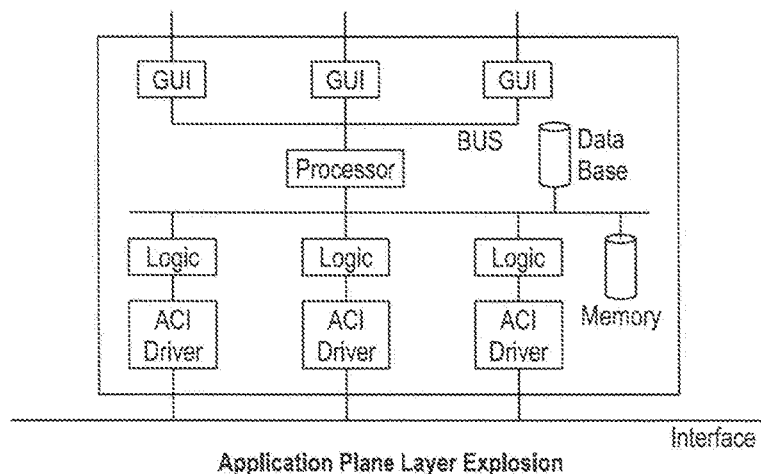 GUI GUI GUI
BUS
Data
Base
Processor
Logic Logic Logic
Memory
ACI
Driver
ACI
Driver
ACI
Driver
Interface
Application Plane Layer Explosion